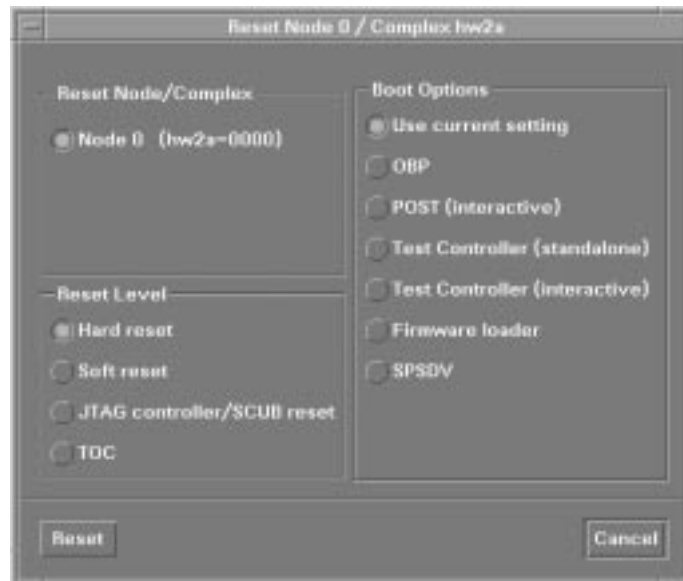 Reset Node 0 / Complex hw2a
Reset Node/Complex
Node 0 (hw2a-0000)
Reset Level
Hard reset
Soft reset
JTAG controller/SCUB reset
TOC
Boot Options
Use current setting
OBP
POST (interactive)
Test Controller (standalone)
Test Controller (interactive)
Firmware loader
SPSDV
Reset
Cancel